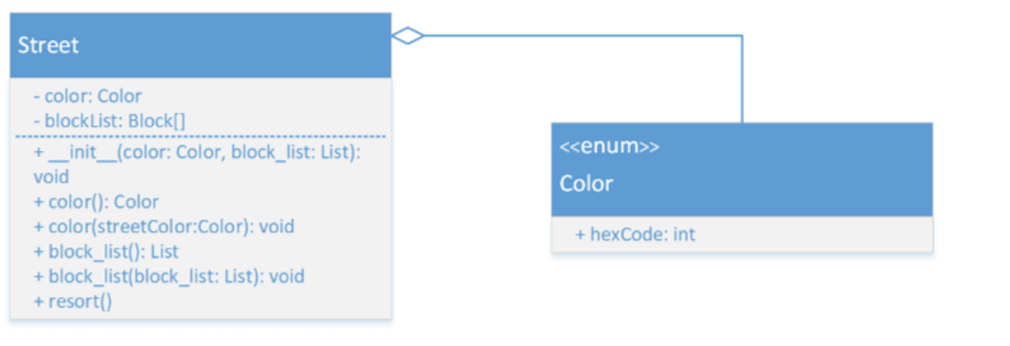 Street
- color: Color
- blockList: Block[]
+ __init__(color: Color, block_list: List):
void
+ color(): Color
+ color(streetColor:Color): void
+ block_list(): List
+ block_list(block_list: List): void
+ resort()
<<enum>>
Color
+ hexCode: int